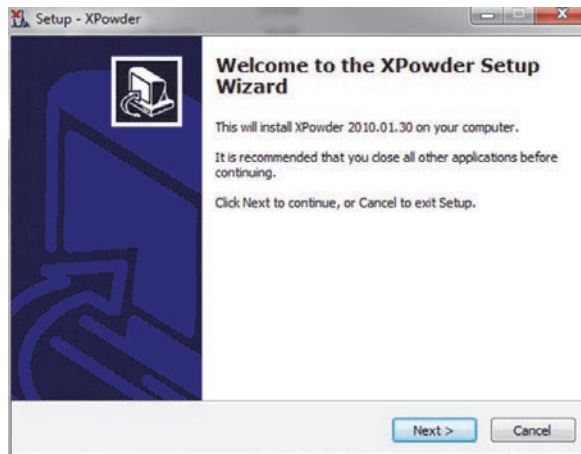 Setup - XPowder
Welcome to the XPowder Setup
Wizard
This will install XPowder 2010.01.30 on your computer.
It is recommended that you close all other applications before
continuing.
Click Next to continue, or Cancel to exit Setup.
Next >
Cancel